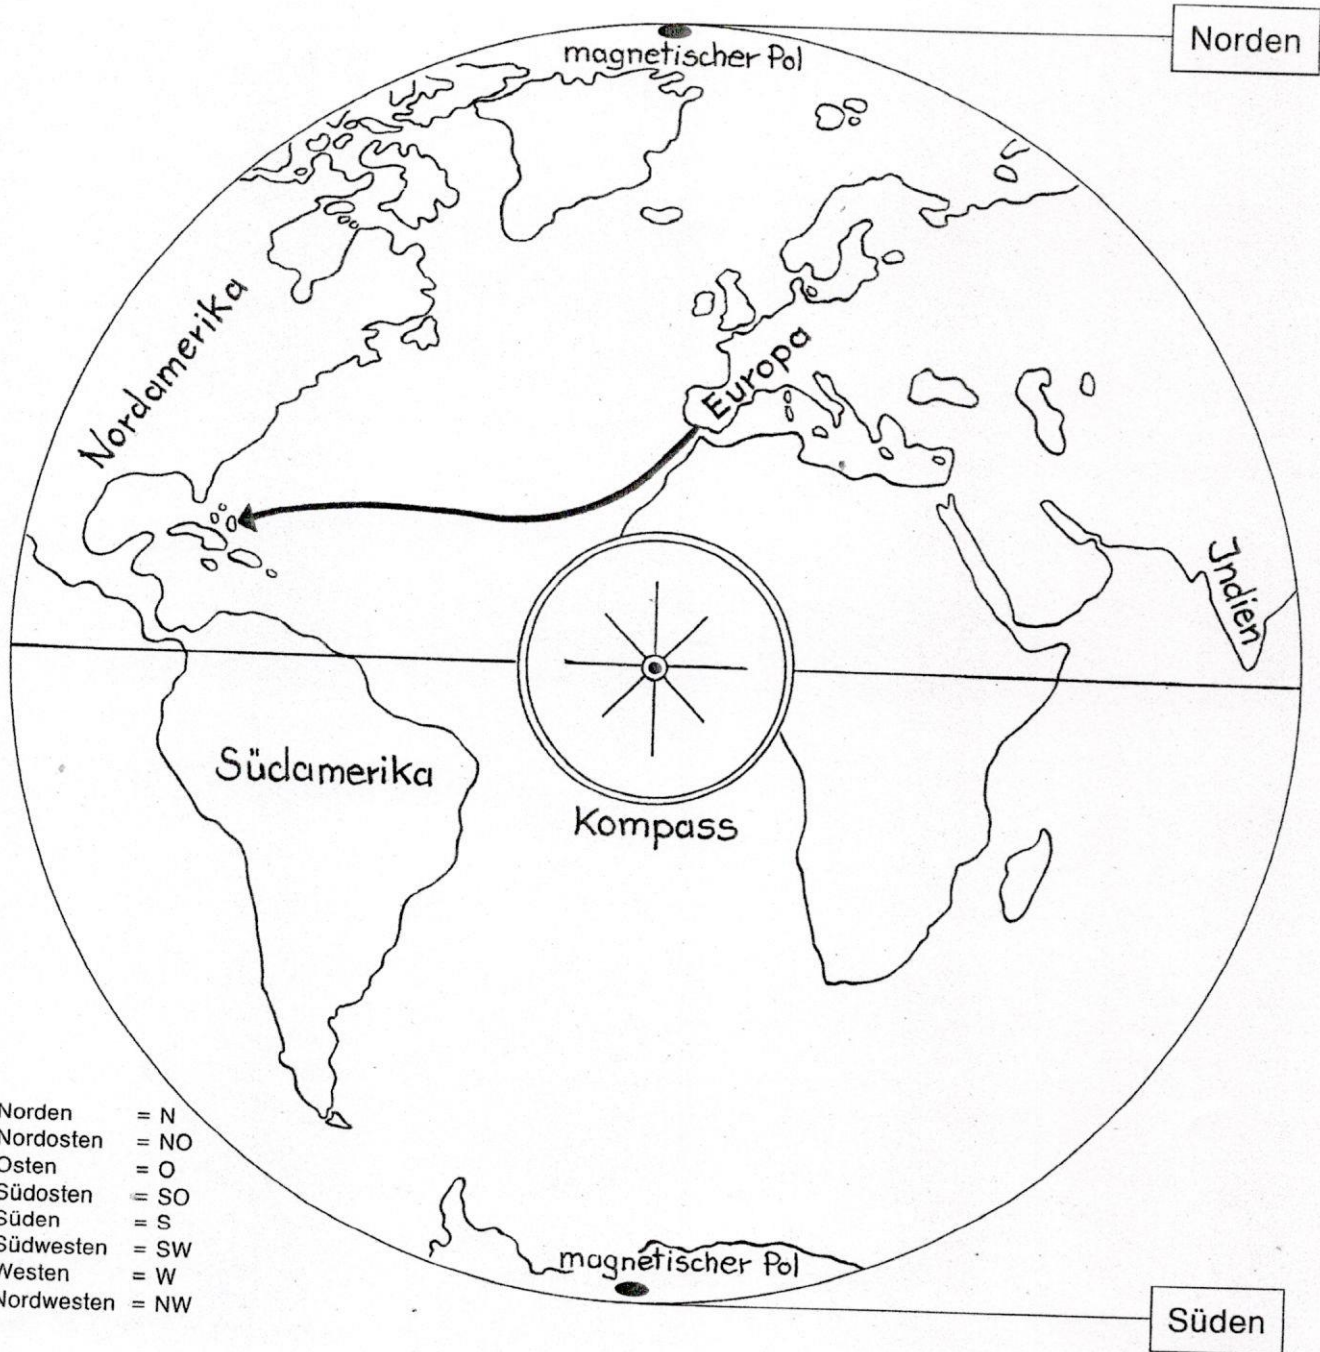 Norden
magnetischer Pol
Nordamerika
Europa
Indien
Südamerika
Kompass
Norden = N
Nordosten = NO
Osten = O
Südosten = SO
Süden = S
Südwesten = SW
Westen = W
Nordwesten = NW
magnetischer Pol
Süden